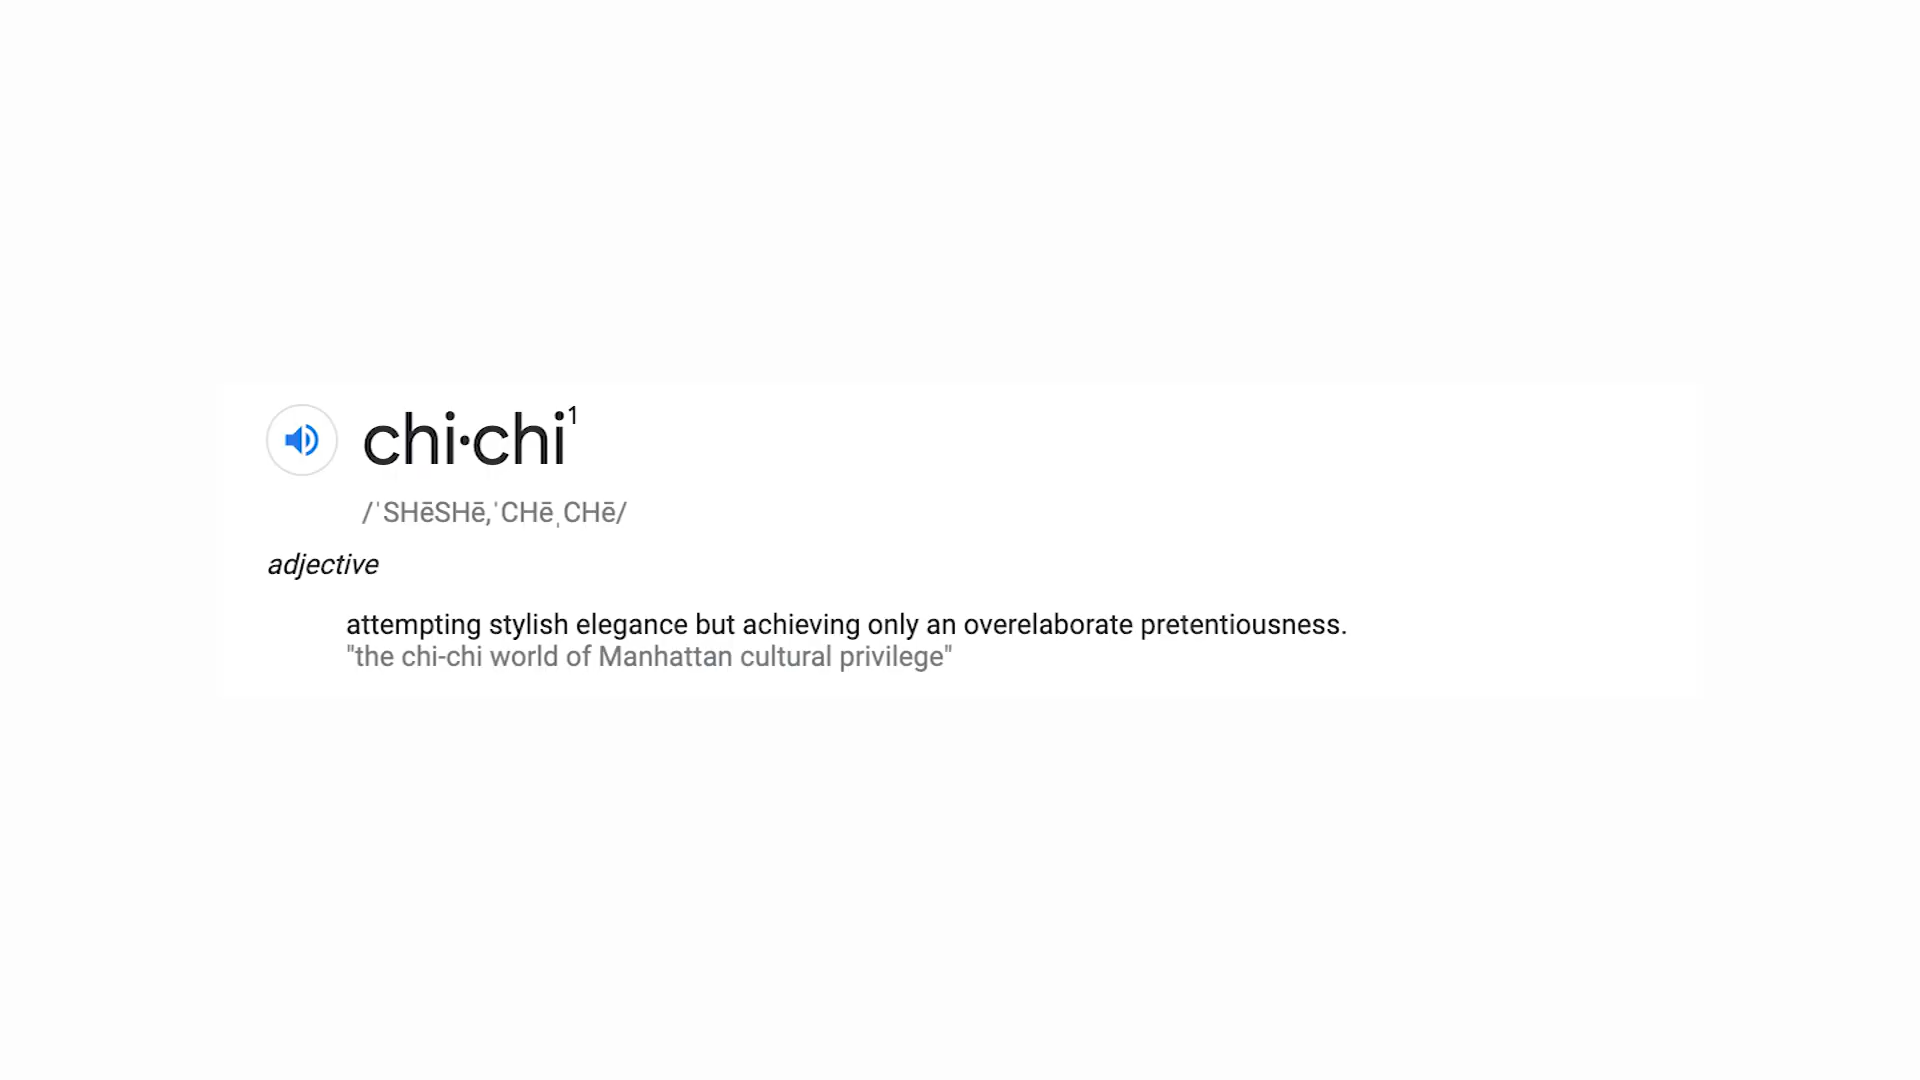 chi·chi¹
/ˈSHēSHē,ˈCHēˌCHē/
adjective
attempting stylish elegance but achieving only an overelaborate pretentiousness.
"the chi-chi world of Manhattan cultural privilege"